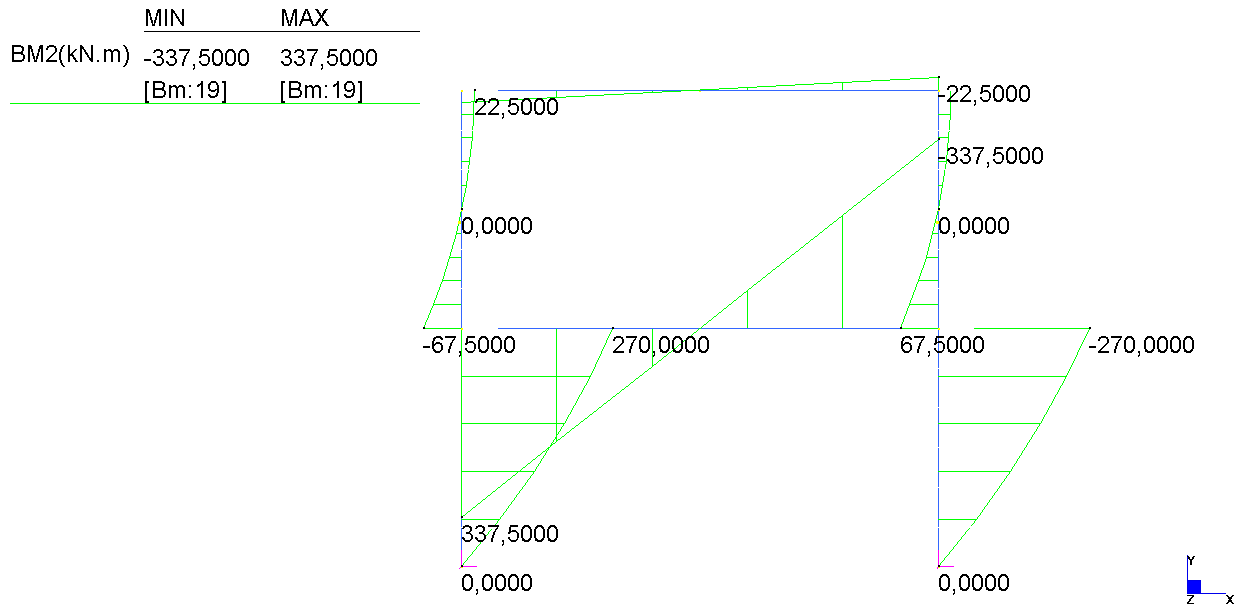 MIN MAX
BM2(kN.m) -337,5000 337,5000
[Bm:19] [Bm:19]
22,5000 -22,5000
-337,5000
0,0000 0,0000
-67,5000 270,0000 67,5000 -270,0000
337,5000
0,0000 0,0000
Y
Z X